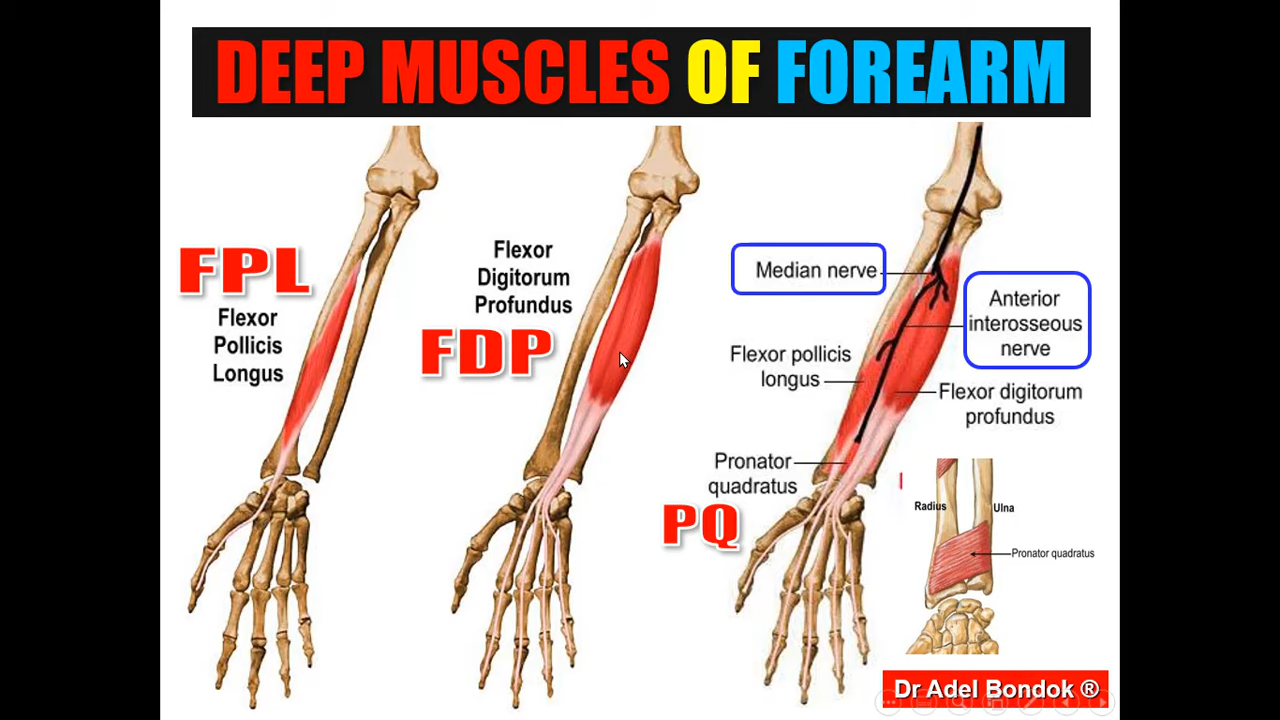 DEEP MUSCLES OF FOREARM
FPL
Flexor
Pollicis
Longus
Flexor
Digitorum
Profundus
FDP
Median nerve
Anterior
interosseous
nerve
Flexor pollicis
longus
Flexor digitorum
profundus
Pronator
quadratus
PQ
Radius
Ulna
Pronator quadratus
Dr Adel Bondok ®